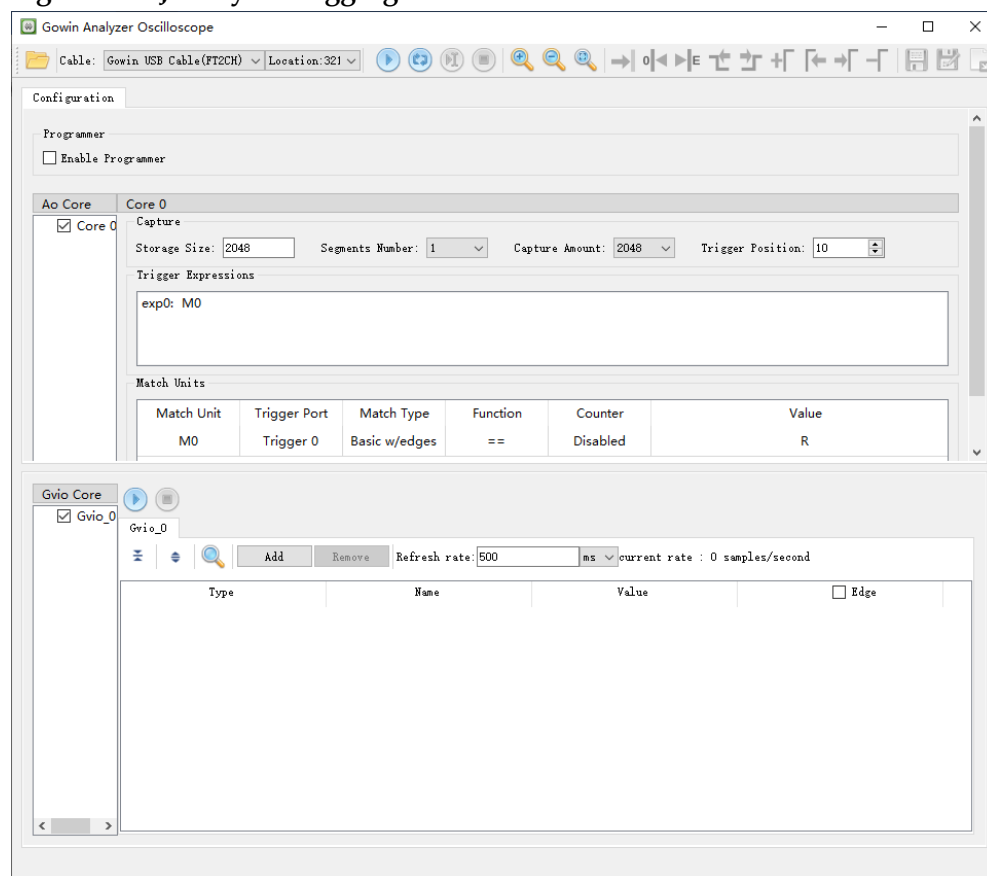 Gowin Analyzer Oscilloscope
Cable: Gowin USB Cable(FT2CH) Location:321
Configuration
Programmer
Enable Programmer
Ao Core Core 0
Core 0
Capture
Storage Size: 2048 Segments Number: 1 Capture Amount: 2048 Trigger Position: 10
Trigger Expressions
exp0: M0
Match Units
Match Unit Trigger Port Match Type Function Counter Value
M0 Trigger 0 Basic w/edges == Disabled R
Gvio Core
Gvio_0
Gvio_0
Add Remove Refresh rate: 500 ms current rate : 0 samples/second
Type Name Value Edge